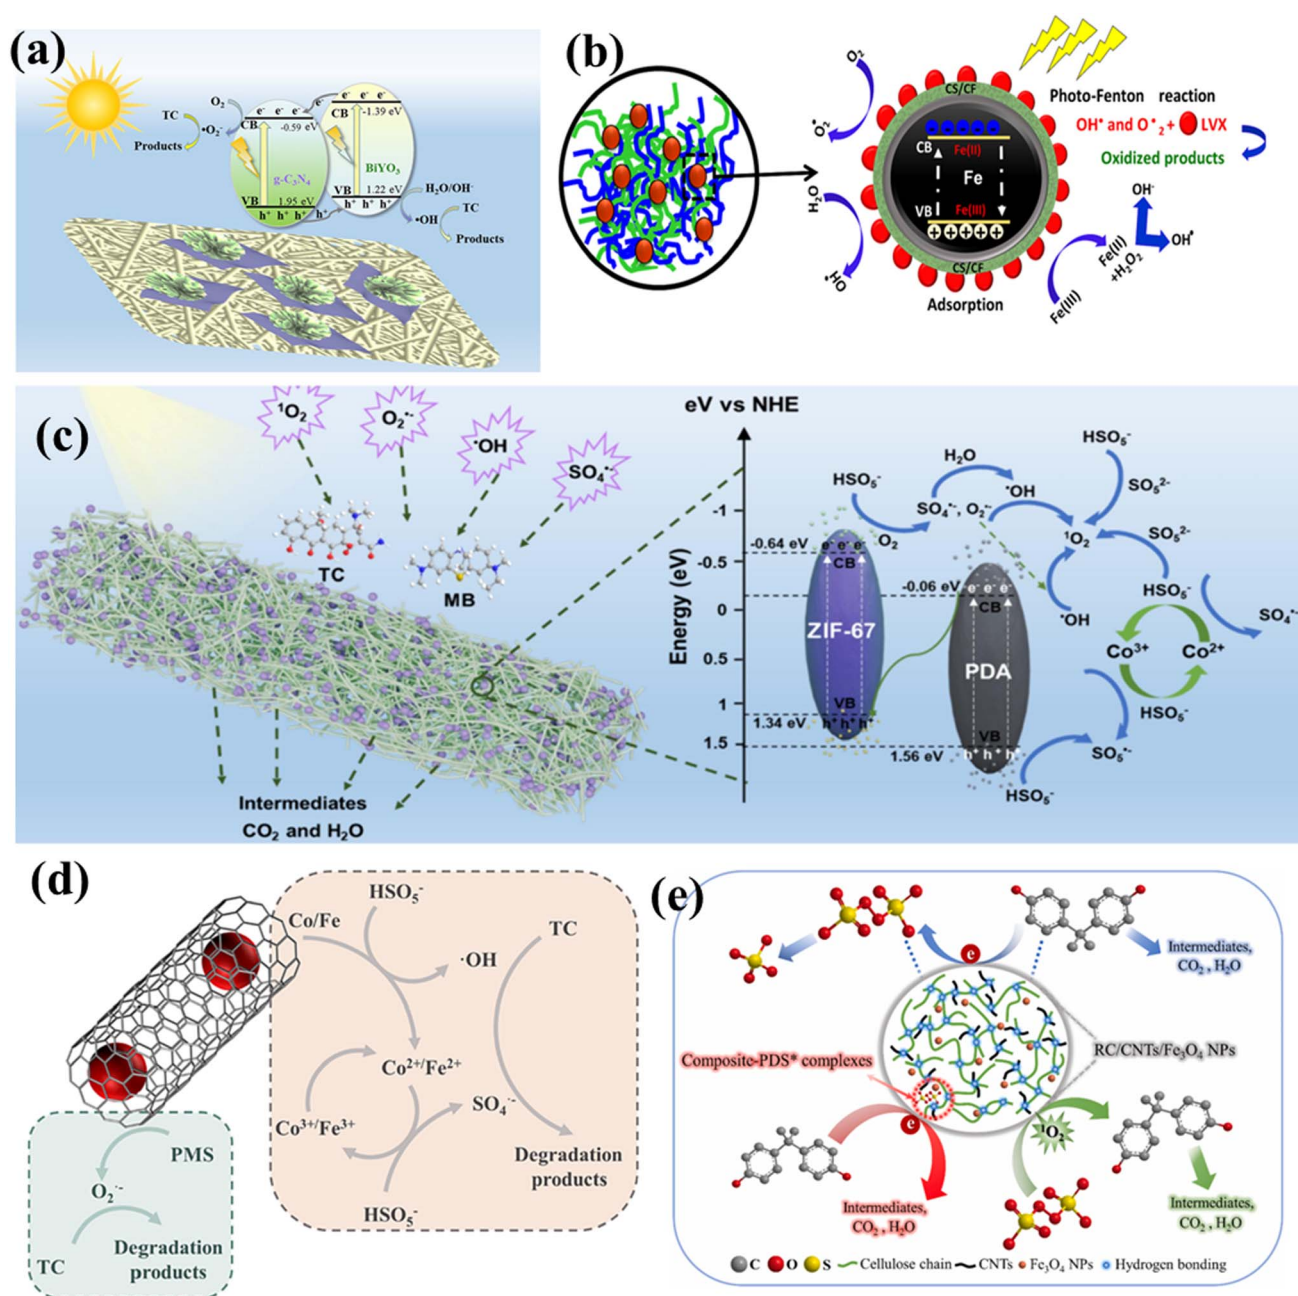 (a)
TC
O₂
•O₂⁻
Products
e⁻ e⁻ e⁻
CB
-0.59 eV
e⁻
e⁻ e⁻ e⁻
CB
-1.39 eV
g-C₃N₄
BiYO₃
VB
1.95 eV
h⁺ h⁺ h⁺
h⁺
VB
1.22 eV
h⁺ h⁺ h⁺
H₂O/OH⁻
•OH
TC
Products
(b)
O₂
O₂•
H₂O
•HO
CS/CF
CB
Fe(II)
Fe
VB
Fe(III)
CS/CF
Adsorption
Photo-Fenton reaction
OH• and O•₂ + LVX
Oxidized products
OH⁻
OH•
Fe(II)
+H₂O₂
Fe(III)
(c)
¹O₂
O₂•⁻
•OH
SO₄•⁻
TC
MB
Intermediates
CO₂ and H₂O
eV vs NHE
Energy (eV)
-1
-0.5
0
0.5
1
1.5
-0.64 eV
1.34 eV
e⁻ e⁻ e⁻
CB
ZIF-67
VB
h⁺ h⁺ h⁺
-0.06 eV
1.56 eV
e⁻ e⁻ e⁻
CB
PDA
VB
h⁺ h⁺ h⁺
HSO₅⁻
O₂
SO₄•⁻, O₂•⁻
H₂O
•OH
¹O₂
•OH
HSO₅⁻
SO₅²⁻
SO₅²⁻
HSO₅⁻
SO₄•⁻
Co³⁺
Co²⁺
HSO₅⁻
SO₅•⁻
HSO₅⁻
(d)
Co/Fe
HSO₅⁻
·OH
TC
Co²⁺/Fe²⁺
SO₄·⁻
Co³⁺/Fe³⁺
HSO₅⁻
Degradation
products
PMS
O₂·⁻
TC
Degradation
products
(e)
e
Intermediates,
CO₂ , H₂O
Composite-PDS* complexes
RC/CNTs/Fe₃O₄ NPs
e
¹O₂
Intermediates,
CO₂ , H₂O
Intermediates,
CO₂ , H₂O
C O S Cellulose chain CNTs Fe₃O₄ NPs Hydrogen bonding